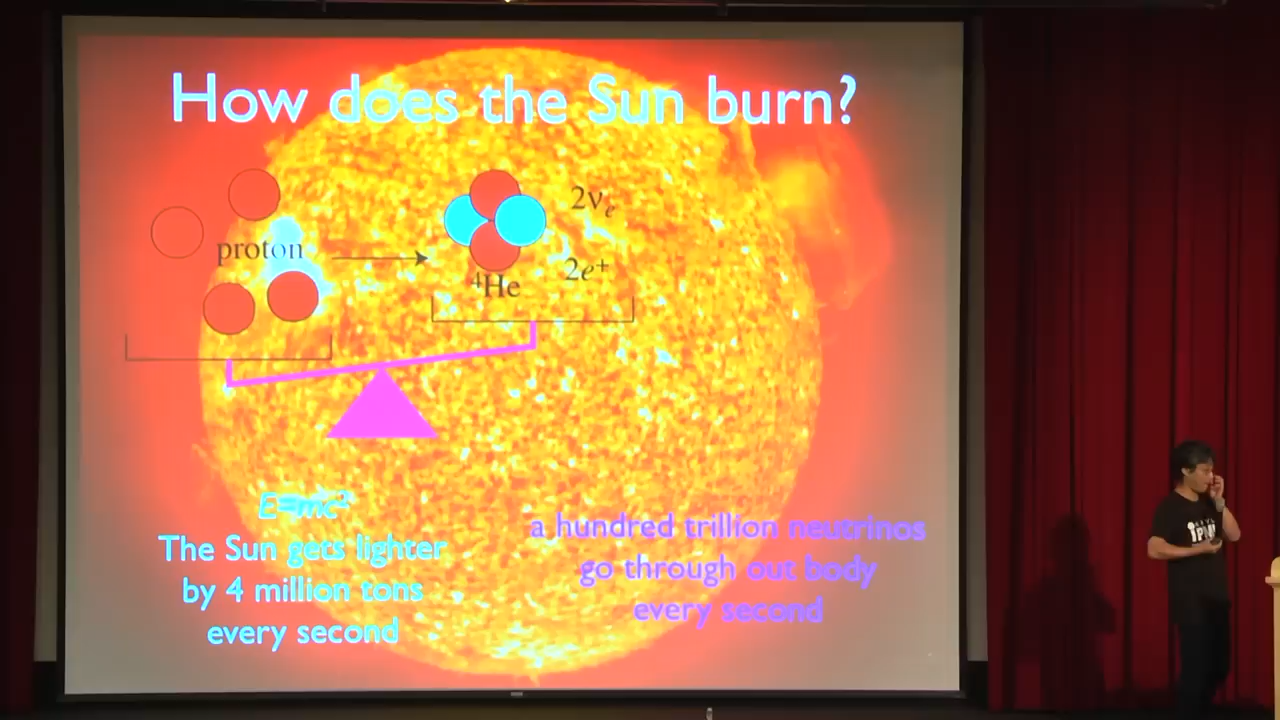 How does the Sun burn?
proton
⁴He
2νₑ
2e⁺
E=mc²
The Sun gets lighter
by 4 million tons
every second
a hundred trillion neutrinos
go through out body
every second